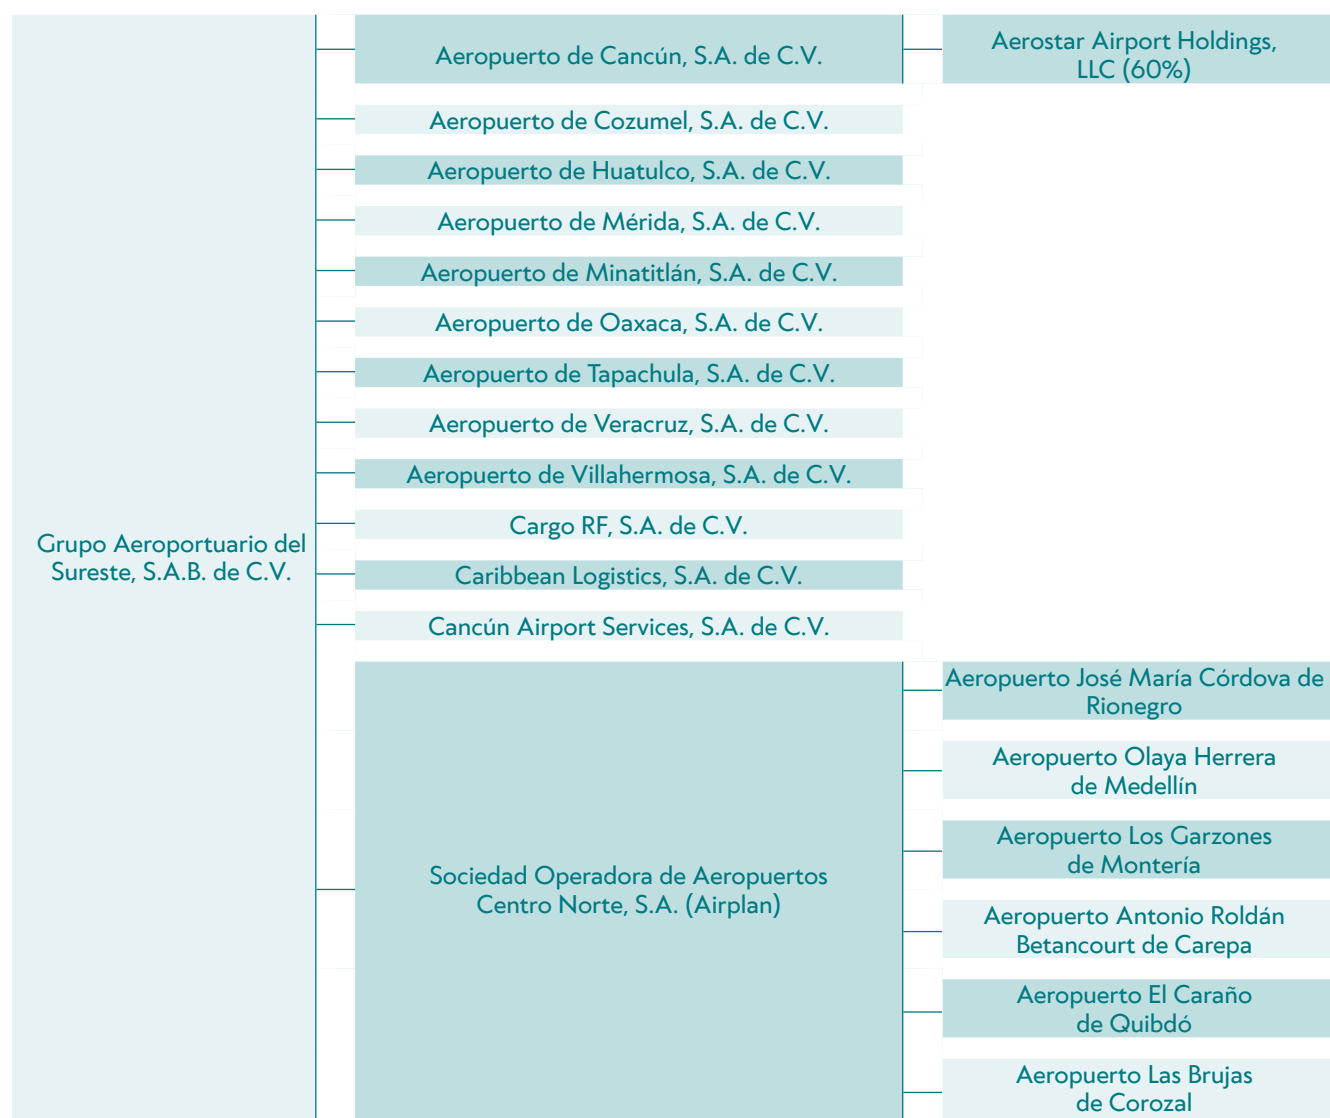 Grupo Aeroportuario del
Sureste, S.A.B. de C.V.
Aeropuerto de Cancún, S.A. de C.V.
Aerostar Airport Holdings,
LLC (60%)
Aeropuerto de Cozumel, S.A. de C.V.
Aeropuerto de Huatulco, S.A. de C.V.
Aeropuerto de Mérida, S.A. de C.V.
Aeropuerto de Minatitlán, S.A. de C.V.
Aeropuerto de Oaxaca, S.A. de C.V.
Aeropuerto de Tapachula, S.A. de C.V.
Aeropuerto de Veracruz, S.A. de C.V.
Aeropuerto de Villahermosa, S.A. de C.V.
Cargo RF, S.A. de C.V.
Caribbean Logistics, S.A. de C.V.
Cancún Airport Services, S.A. de C.V.
Sociedad Operadora de Aeropuertos
Centro Norte, S.A. (Airplan)
Aeropuerto José María Córdova de
Rionegro
Aeropuerto Olaya Herrera
de Medellín
Aeropuerto Los Garzones
de Montería
Aeropuerto Antonio Roldán
Betancourt de Carepa
Aeropuerto El Caraño
de Quibdó
Aeropuerto Las Brujas
de Corozal